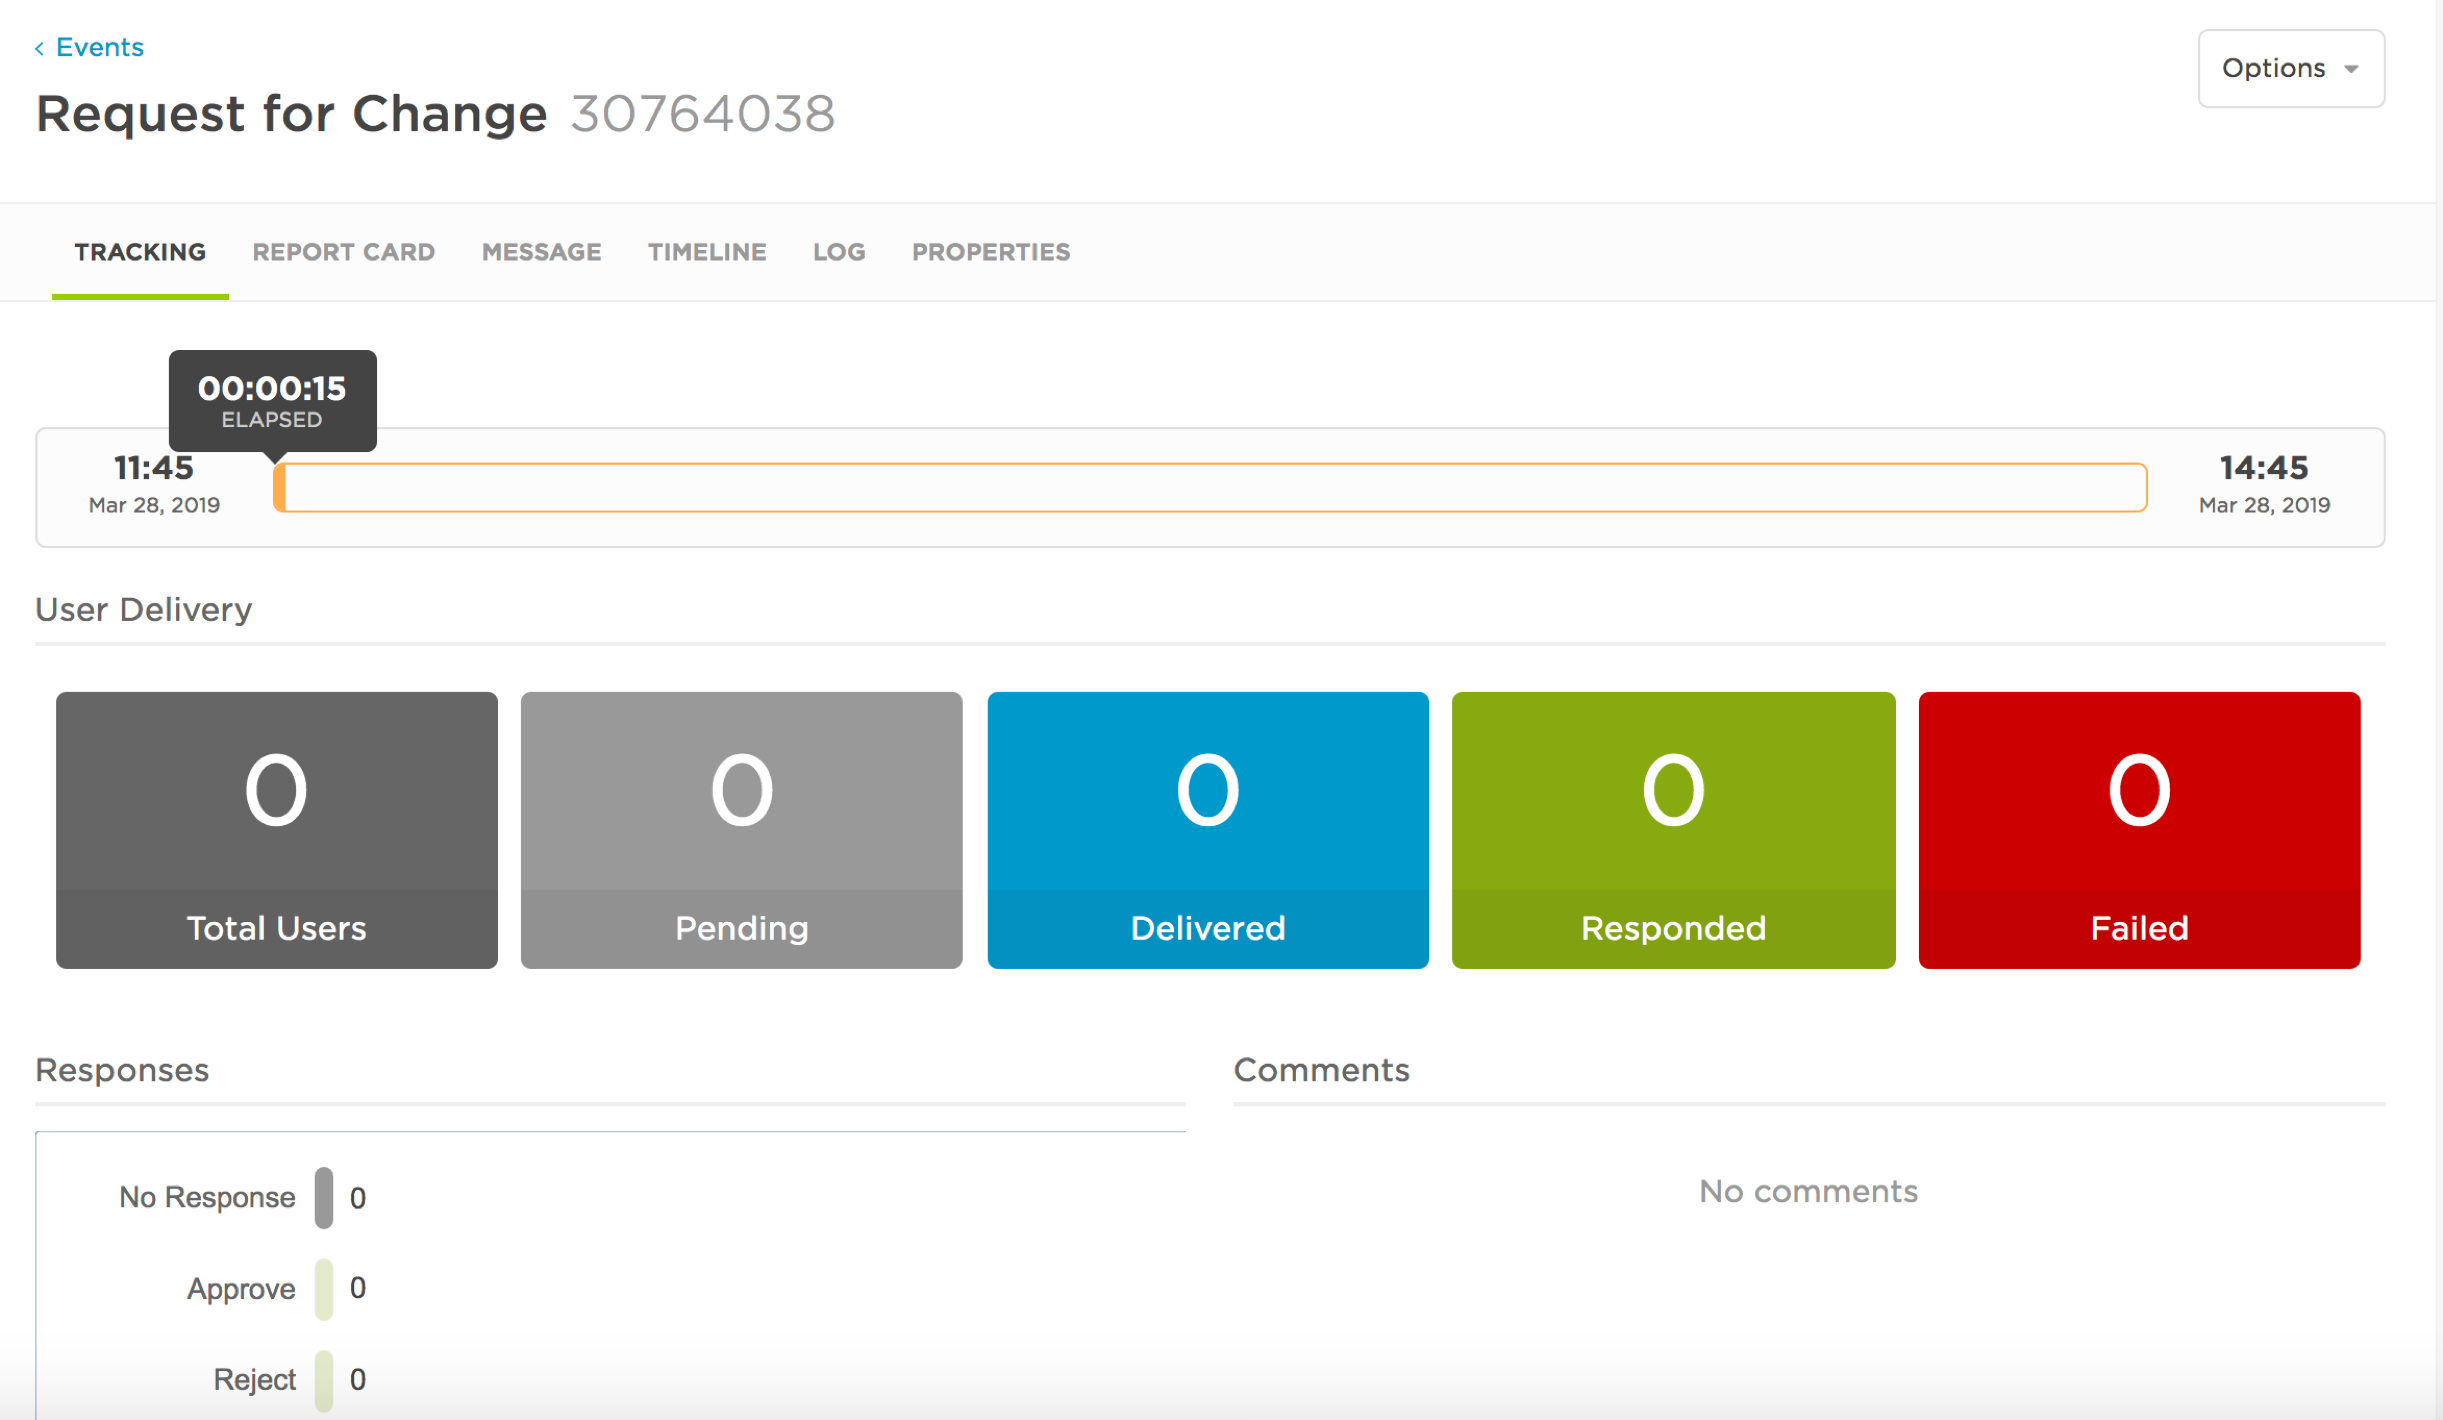 ‹ Events
Options
Request for Change 30764038
TRACKING REPORT CARD MESSAGE TIMELINE LOG PROPERTIES
00:00:15
ELAPSED
11:45
Mar 28, 2019
14:45
Mar 28, 2019
User Delivery
0 0 0 0 0
Total Users Pending Delivered Responded Failed
Responses
Comments
No Response 0
No comments
Approve 0
Reject 0